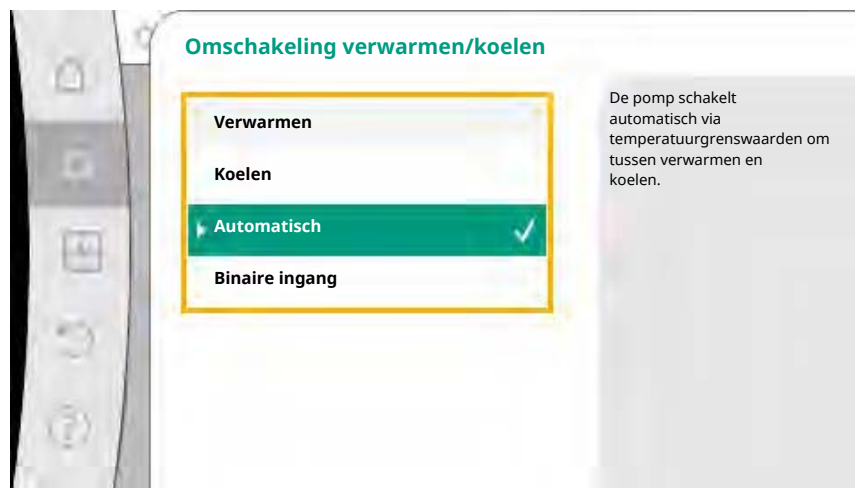 Omschakeling verwarmen/koelen
Verwarmen
Koelen
Automatisch
Binaire ingang
De pomp schakelt
automatisch via
temperatuurgrenswaarden om
tussen verwarmen en
koelen.